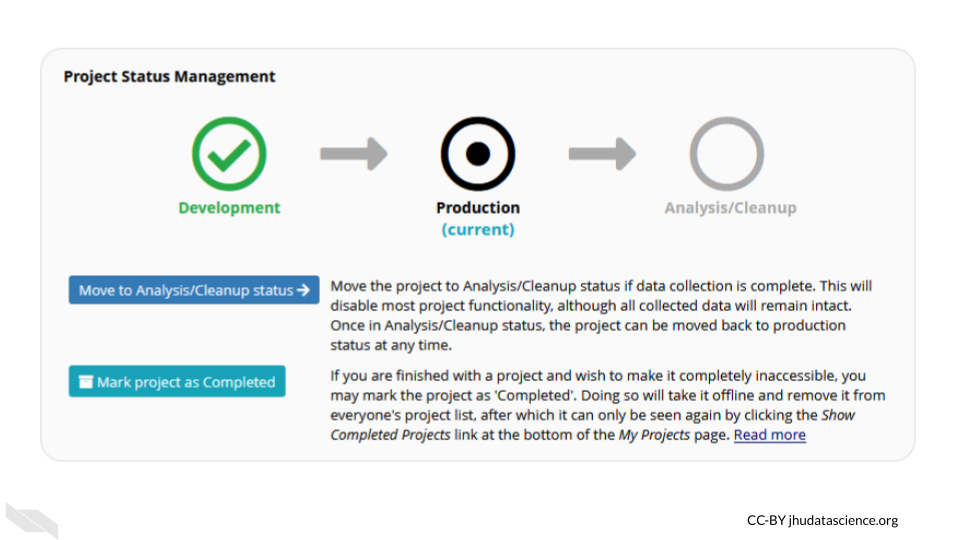 Project Status Management
Development
Production
(current)
Analysis/Cleanup
Move to Analysis/Cleanup status
Move the project to Analysis/Cleanup status if data collection is complete. This will
disable most project functionality, although all collected data will remain intact.
Once in Analysis/Cleanup status, the project can be moved back to production
status at any time.
Mark project as Completed
If you are finished with a project and wish to make it completely inaccessible, you
may mark the project as 'Completed'. Doing so will take it offline and remove it from
everyone's project list, after which it can only be seen again by clicking the Show
Completed Projects link at the bottom of the My Projects page. Read more
CC-BY jhudatascience.org